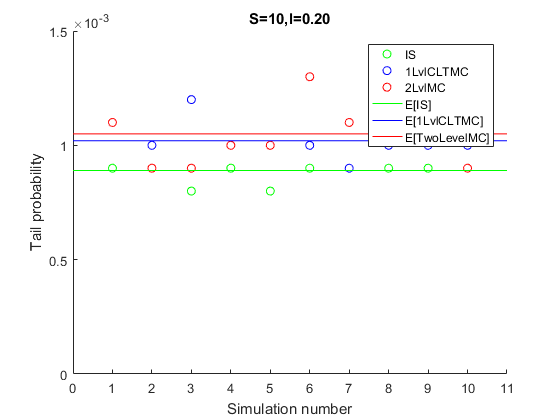 S=10,l=0.20
×10^-3
1.5
1
0.5
0
Tail probability
0 1 2 3 4 5 6 7 8 9 10 11
Simulation number
IS
1LvlCLTMC
2LvlMC
E[IS]
E[1LvlCLTMC]
E[TwoLevelMC]